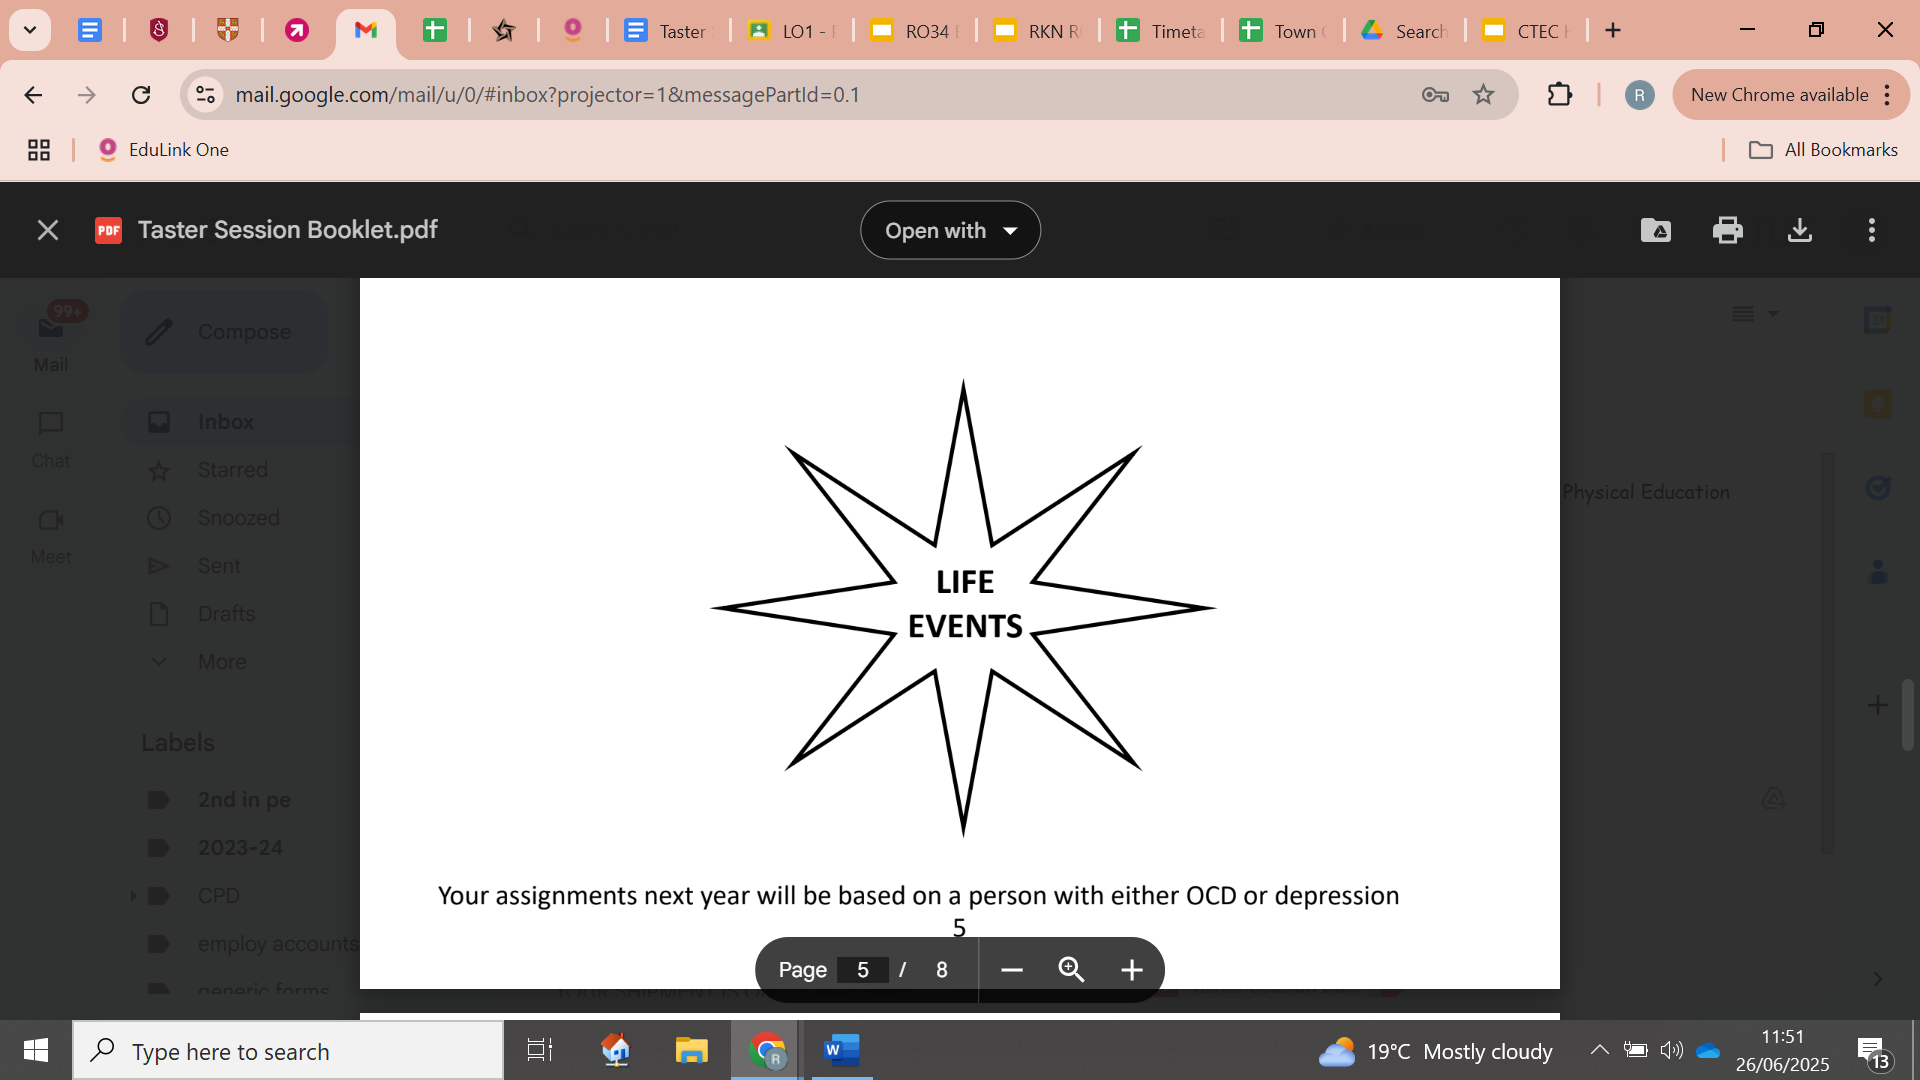 Taster
LO1 -
RO34
RKN R
Timeta
Town
Search
CTEC
mail.google.com/mail/u/0/#inbox?projector=1&messagePartId=0.1
R
New Chrome available
EduLink One
All Bookmarks
PDF
Taster Session Booklet.pdf
Open with
99+
Compose
31
Mail
Inbox
Chat
Starred
Physical Education
Snoozed
Meet
Sent
LIFE
Drafts
EVENTS
More
Labels
2nd in pe
2023-24
CPD
Your assignments next year will be based on a person with either OCD or depression
5
employ accounts
Page 5 / 8
generic forms
Type here to search
R
W
19°C Mostly cloudy
11:51
26/06/2025
13